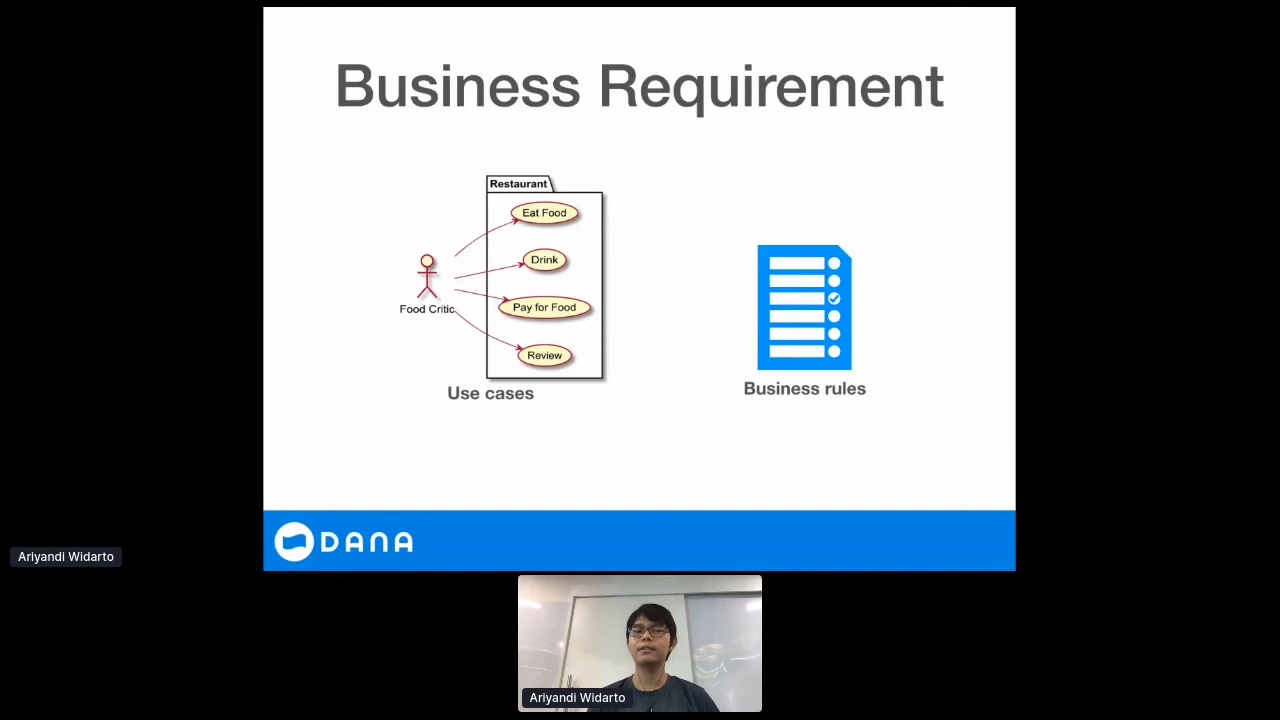 Business Requirement
Restaurant
Eat Food
Drink
Pay for Food
Review
Food Critic
Use cases
Business rules
DANA
Ariyandi Widarto
Ariyandi Widarto